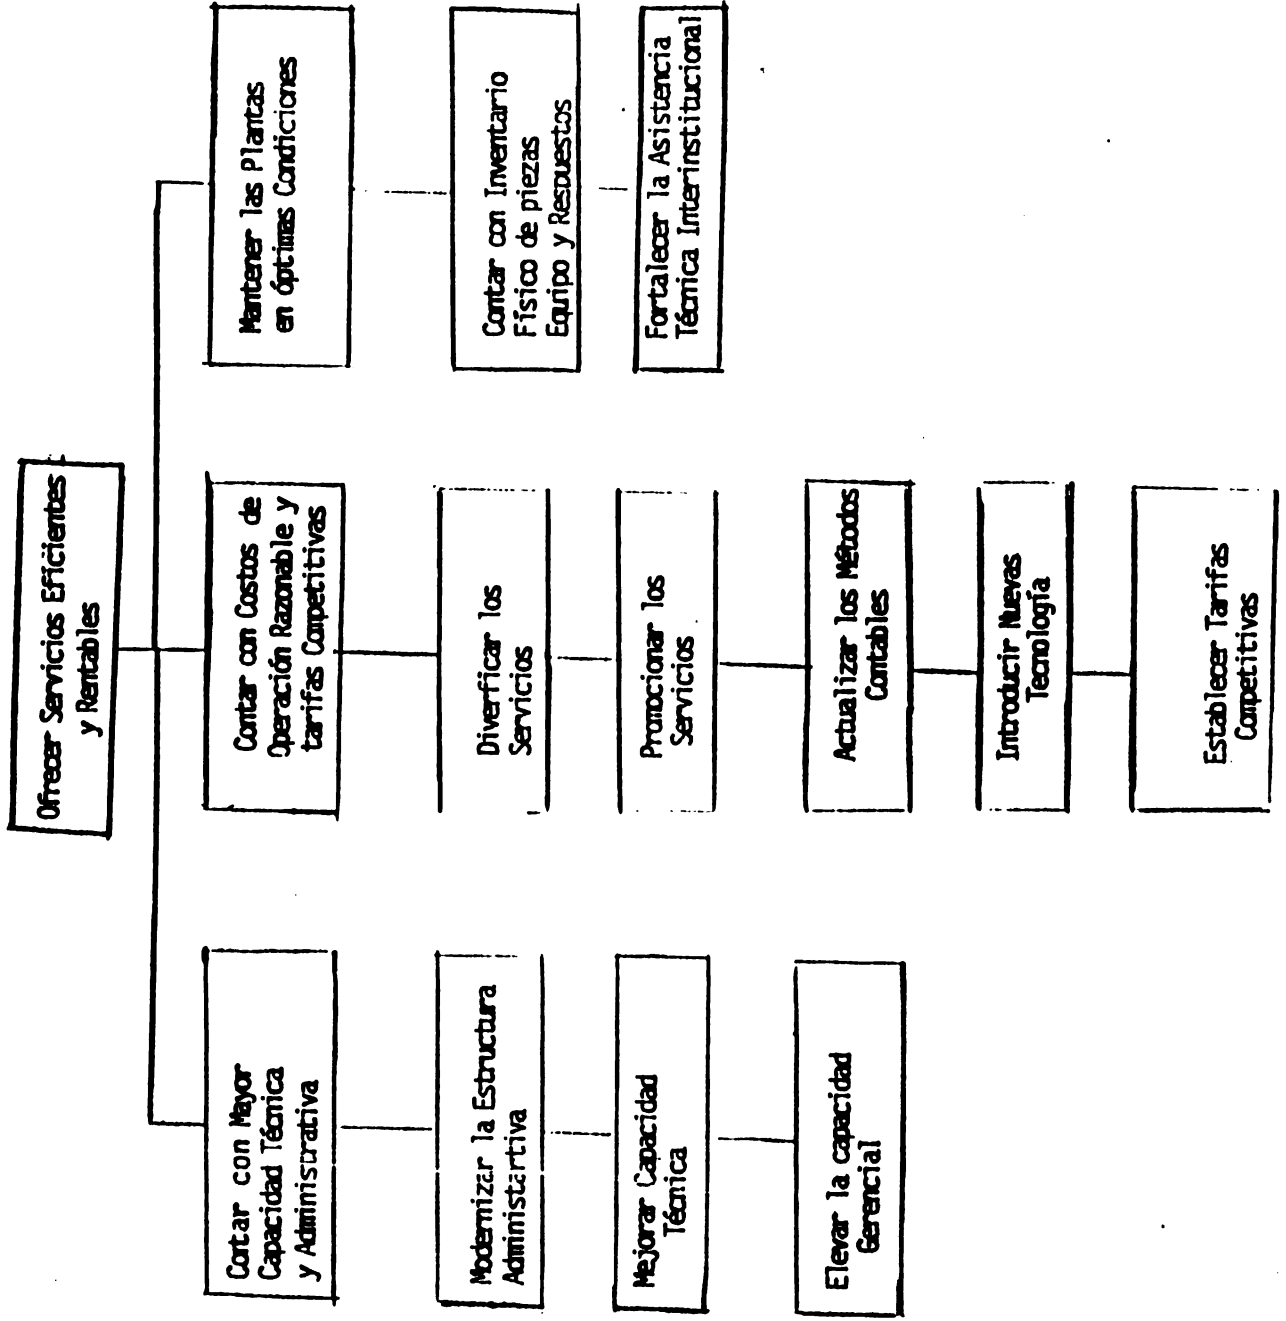 Ofrecer Servicios Eficientes
y Rentables
Contar con Mayor
Capacidad Técnica
y Administrativa
Modernizar la Estructura
Administartiva
Mejorar Capacidad
Técnica
Elevar la capacidad
Gerencial
Contar con Costos de
Operación Razonable y
tarifas Competitivas
Diverficar los
Servicios
Promocionar los
Servicios
Actualizar los Métodos
Contables
Introducir Nuevas
Tecnología
Establecer Tarifas
Competitivas
Mantener las Plantas
en óptimas Condiciones
Contar con Inventario
Físico de piezas
Equipo y Respuestos
Fortalecer la Asistencia
Técnica Interinstitucional